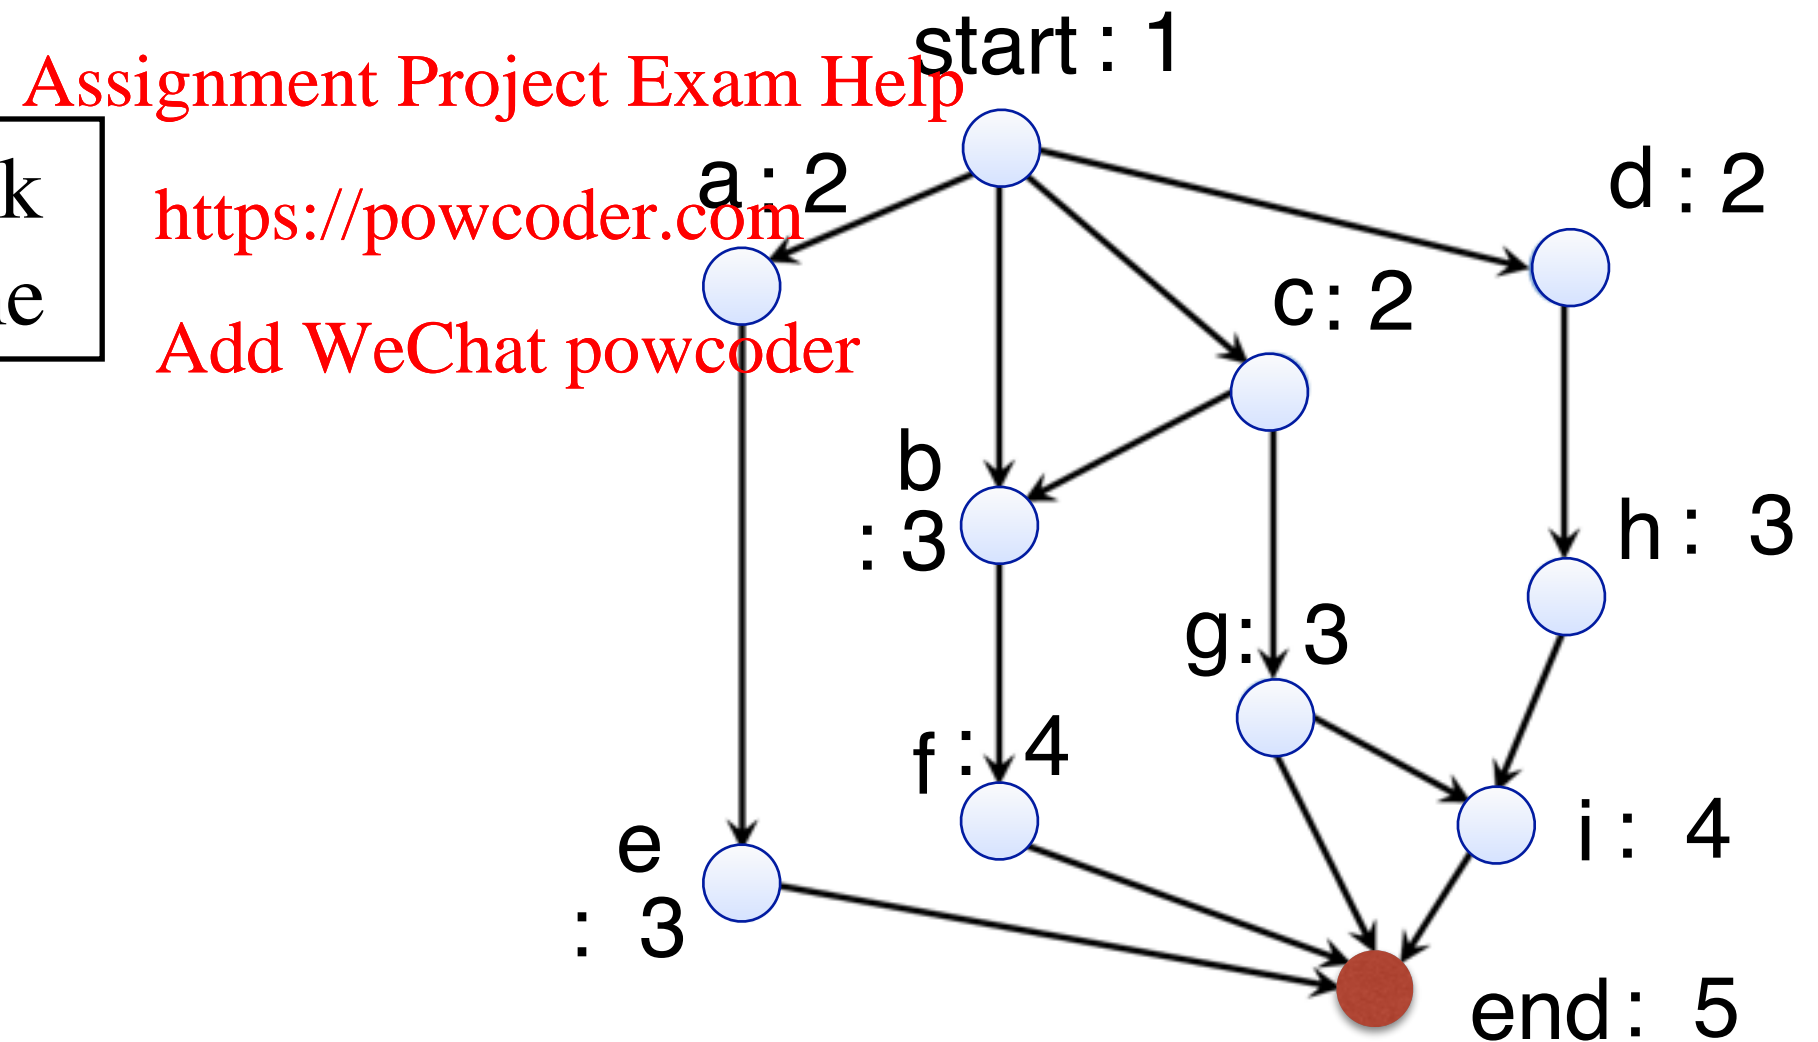 start : 1
Assignment Project Exam Help
k
a : 2
d : 2
https://powcoder.com
c : 2
Add WeChat powcoder
b
: 3
h : 3
g : 3
f : 4
i : 4
e
: 3
end : 5